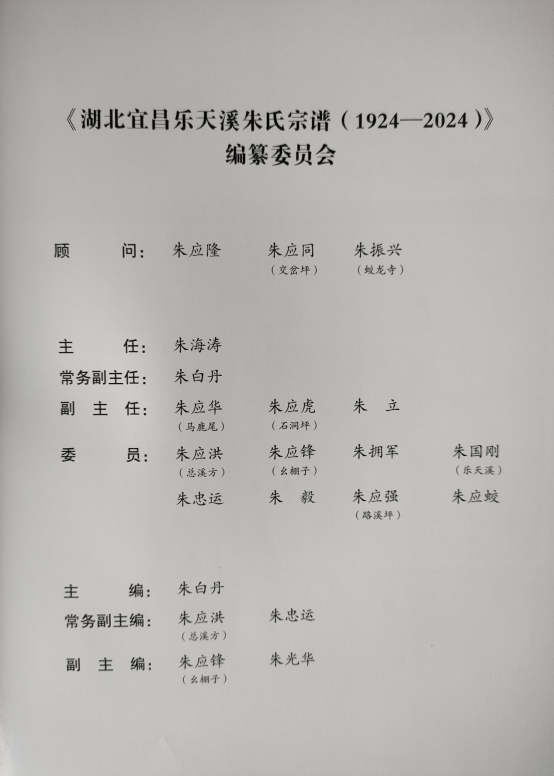 《湖北宜昌乐天溪朱氏宗谱（1924—2024）》
编纂委员会
顾 问： 朱应隆 朱应同 朱振兴
（交岔坪） （蛟龙寺）
主 任： 朱海涛
常务副主任： 朱白丹
副 主 任： 朱应华 朱应虎 朱 立
（马鹿尾） （石洞坪）
委 员： 朱应洪 朱应锋 朱拥军 朱国刚
（总溪方） （幺棚子） （乐天溪）
朱忠运 朱 毅 朱应强 朱应蛟
（路溪坪）
主 编： 朱白丹
常务副主编： 朱应洪 朱忠运
（总溪方）
副 主 编： 朱应锋 朱光华
（幺棚子）